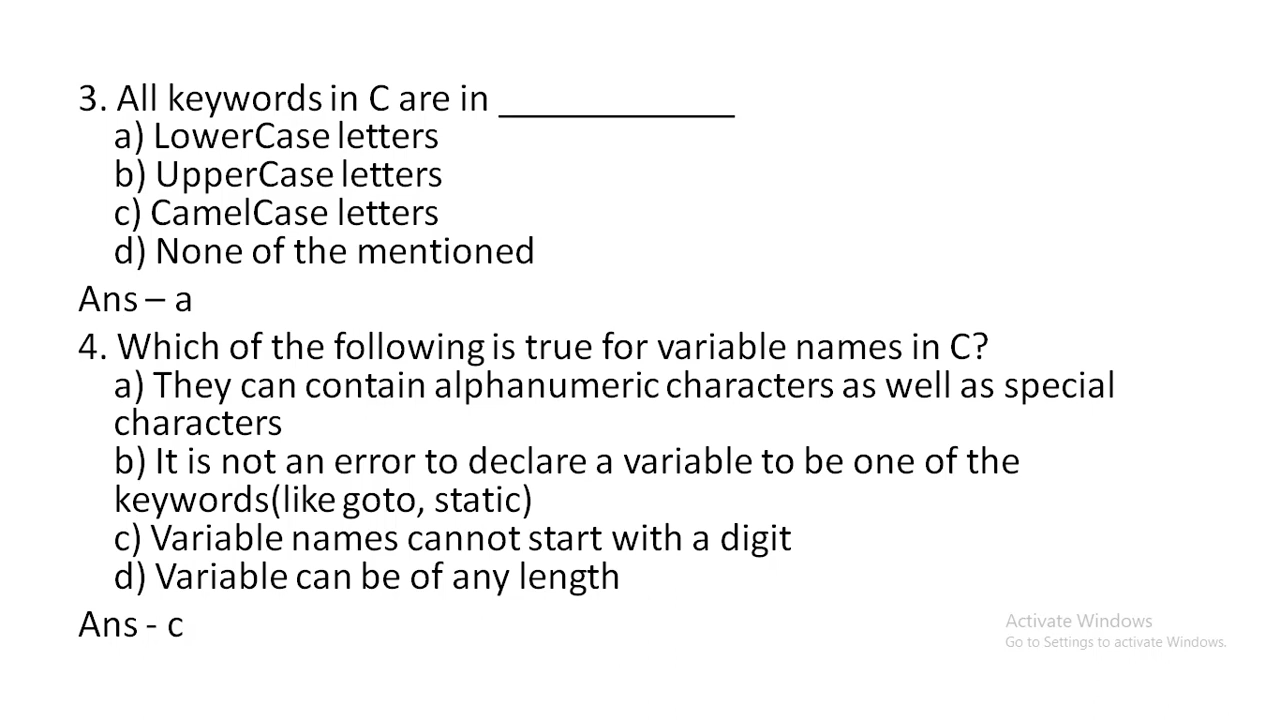 3. All keywords in C are in ____________
a) LowerCase letters
b) UpperCase letters
c) CamelCase letters
d) None of the mentioned
Ans – a
4. Which of the following is true for variable names in C?
a) They can contain alphanumeric characters as well as special
characters
b) It is not an error to declare a variable to be one of the
keywords(like goto, static)
c) Variable names cannot start with a digit
d) Variable can be of any length
Ans - c
Activate Windows
Go to Settings to activate Windows.